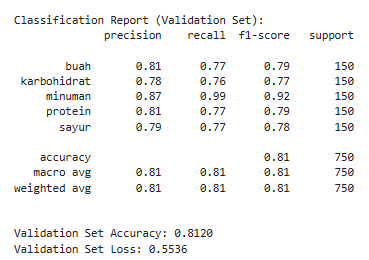 Classification Report (Validation Set):
precision recall f1-score support
buah 0.81 0.77 0.79 150
karbohidrat 0.78 0.76 0.77 150
minuman 0.87 0.99 0.92 150
protein 0.81 0.77 0.79 150
sayur 0.79 0.77 0.78 150
accuracy 0.81 750
macro avg 0.81 0.81 0.81 750
weighted avg 0.81 0.81 0.81 750
Validation Set Accuracy: 0.8120
Validation Set Loss: 0.5536